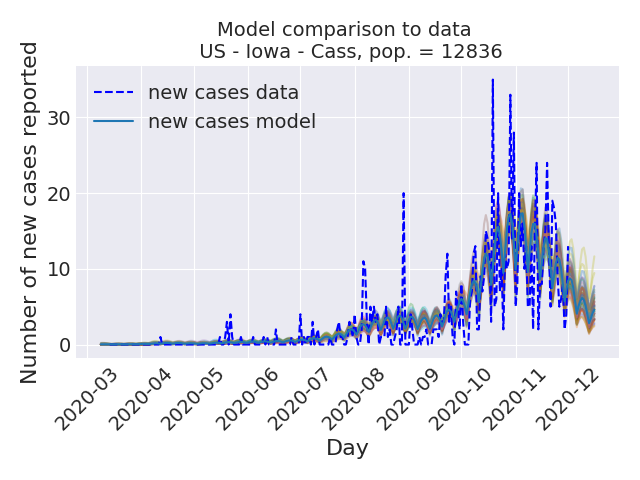 Model comparison to data
US - Iowa - Cass, pop. = 12836
Number of new cases reported
new cases data
new cases model
30
20
10
0
2020-03
2020-04
2020-05
2020-06
2020-07
2020-08
2020-09
2020-10
2020-11
2020-12
Day